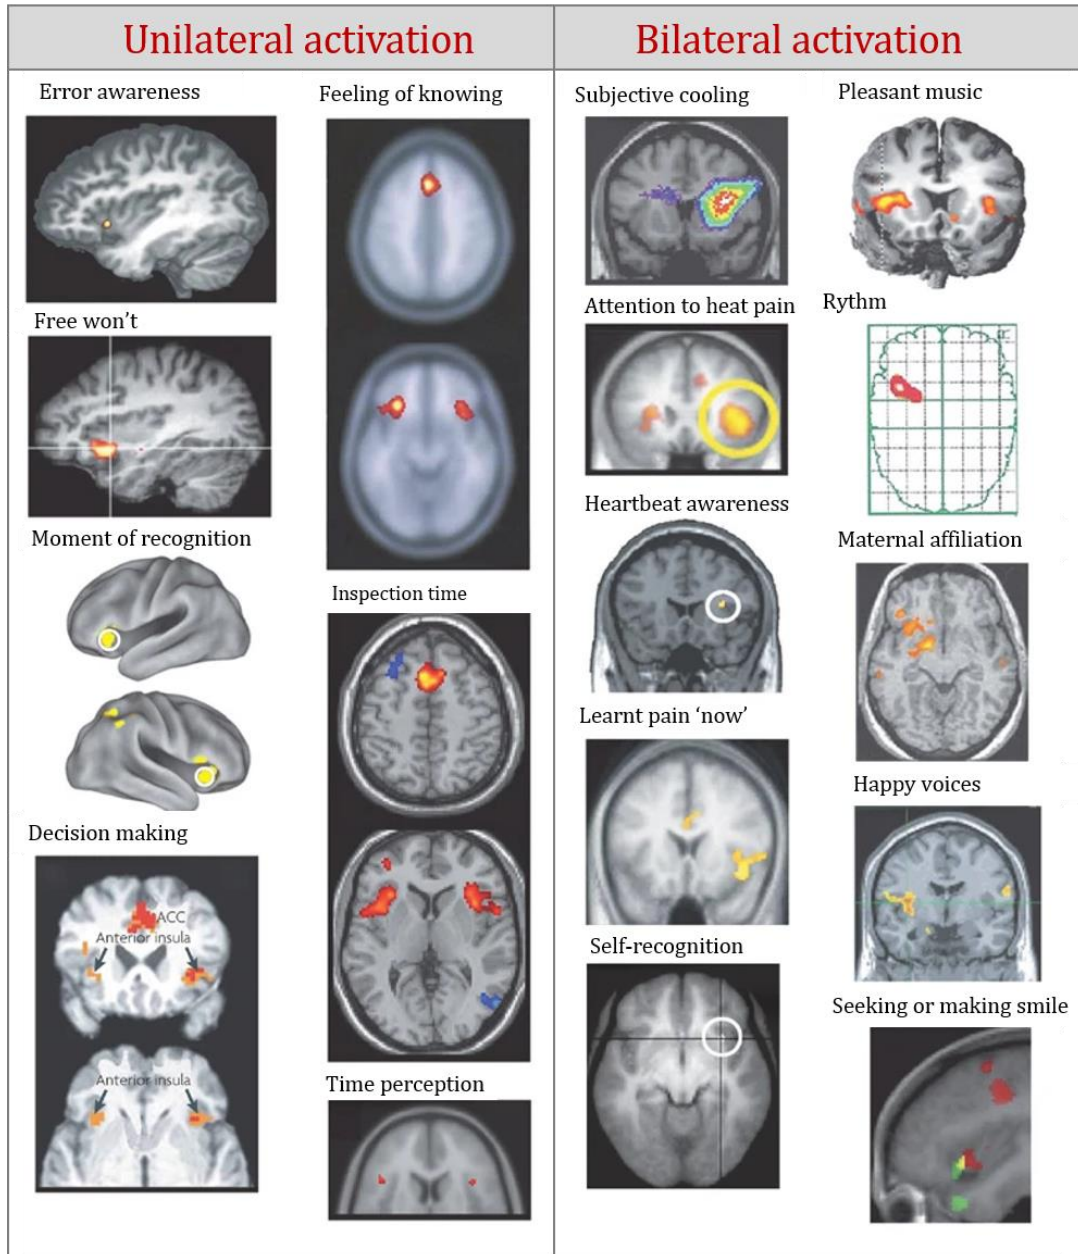 Unilateral activation
Error awareness
Free won't
Moment of recognition
Decision making
ACC
Anterior insula
Anterior insula
Feeling of knowing
Inspection time
Time perception
Bilateral activation
Subjective cooling
Attention to heat pain
Heartbeat awareness
Learnt pain ‘now’
Self-recognition
Pleasant music
Rythm
Maternal affiliation
Happy voices
Seeking or making smile